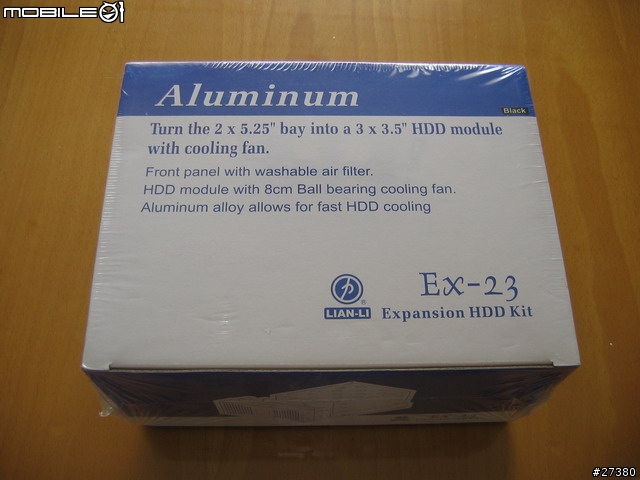 MOBILE01
Aluminum
Black
Turn the 2 x 5.25" bay into a 3 x 3.5" HDD module
with cooling fan.
Front panel with washable air filter.
HDD module with 8cm Ball bearing cooling fan.
Aluminum alloy allows for fast HDD cooling
®
LIAN-LI
Ex-23
Expansion HDD Kit
EX-23
#27380